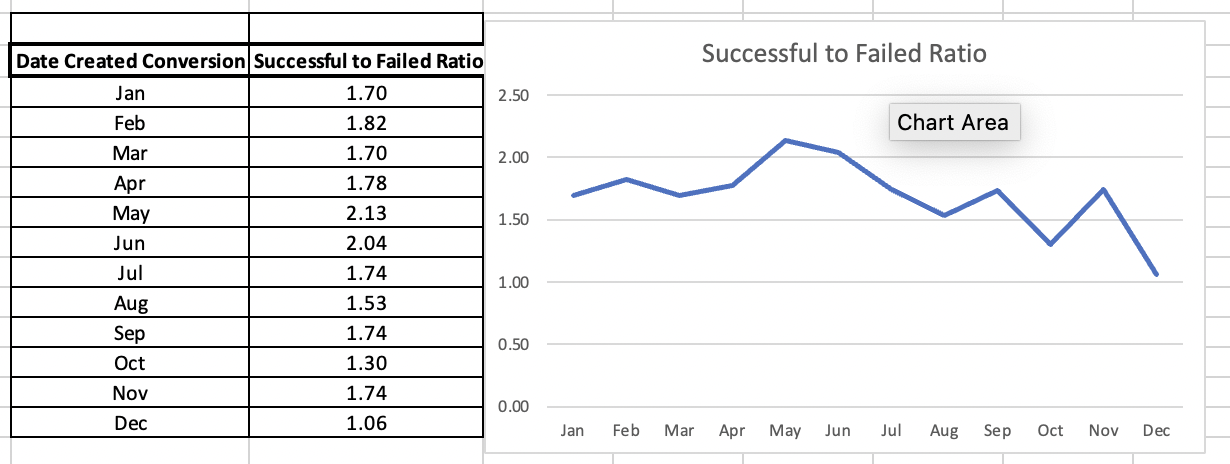 Date Created Conversion Successful to Failed Ratio
Jan 1.70
Feb 1.82
Mar 1.70
Apr 1.78
May 2.13
Jun 2.04
Jul 1.74
Aug 1.53
Sep 1.74
Oct 1.30
Nov 1.74
Dec 1.06
Successful to Failed Ratio
Chart Area
2.50
2.00
1.50
1.00
0.50
0.00
Jan Feb Mar Apr May Jun Jul Aug Sep Oct Nov Dec